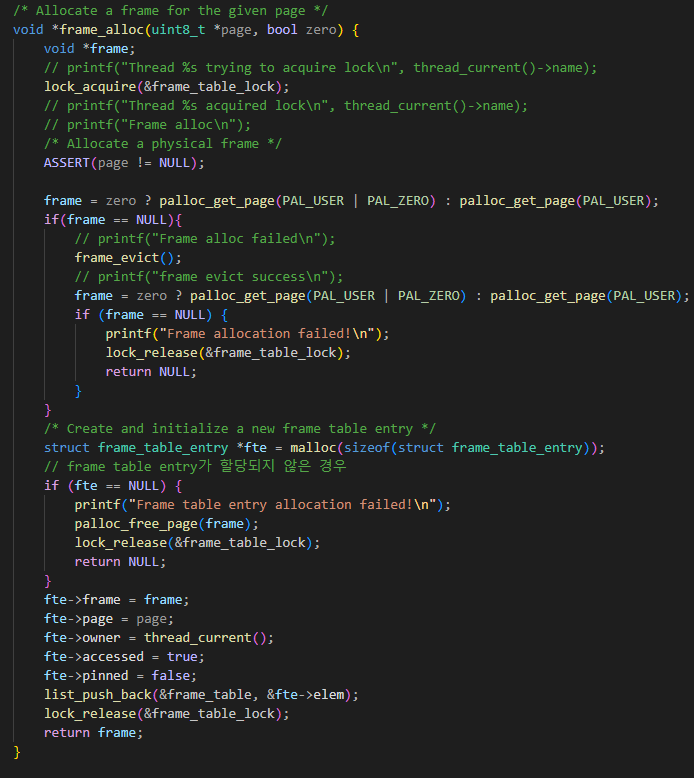 /* Allocate a frame for the given page */
void *frame_alloc(uint8_t *page, bool zero) {
    void *frame;
    // printf("Thread %s trying to acquire lock\n", thread_current()->name);
    lock_acquire(&frame_table_lock);
    // printf("Thread %s acquired lock\n", thread_current()->name);
    // printf("Frame alloc\n");
    /* Allocate a physical frame */
    ASSERT(page != NULL);

    frame = zero ? palloc_get_page(PAL_USER | PAL_ZERO) : palloc_get_page(PAL_USER);
    if(frame == NULL){
        // printf("Frame alloc failed\n");
        frame_evict();
        // printf("frame evict success\n");
        frame = zero ? palloc_get_page(PAL_USER | PAL_ZERO) : palloc_get_page(PAL_USER);
        if (frame == NULL) {
            printf("Frame allocation failed!\n");
            lock_release(&frame_table_lock);
            return NULL;
        }
    }
    /* Create and initialize a new frame table entry */
    struct frame_table_entry *fte = malloc(sizeof(struct frame_table_entry));
    // frame table entry가 할당되지 않은 경우
    if (fte == NULL) {
        printf("Frame table entry allocation failed!\n");
        palloc_free_page(frame);
        lock_release(&frame_table_lock);
        return NULL;
    }
    fte->frame = frame;
    fte->page = page;
    fte->owner = thread_current();
    fte->accessed = true;
    fte->pinned = false;
    list_push_back(&frame_table, &fte->elem);
    lock_release(&frame_table_lock);
    return frame;
}